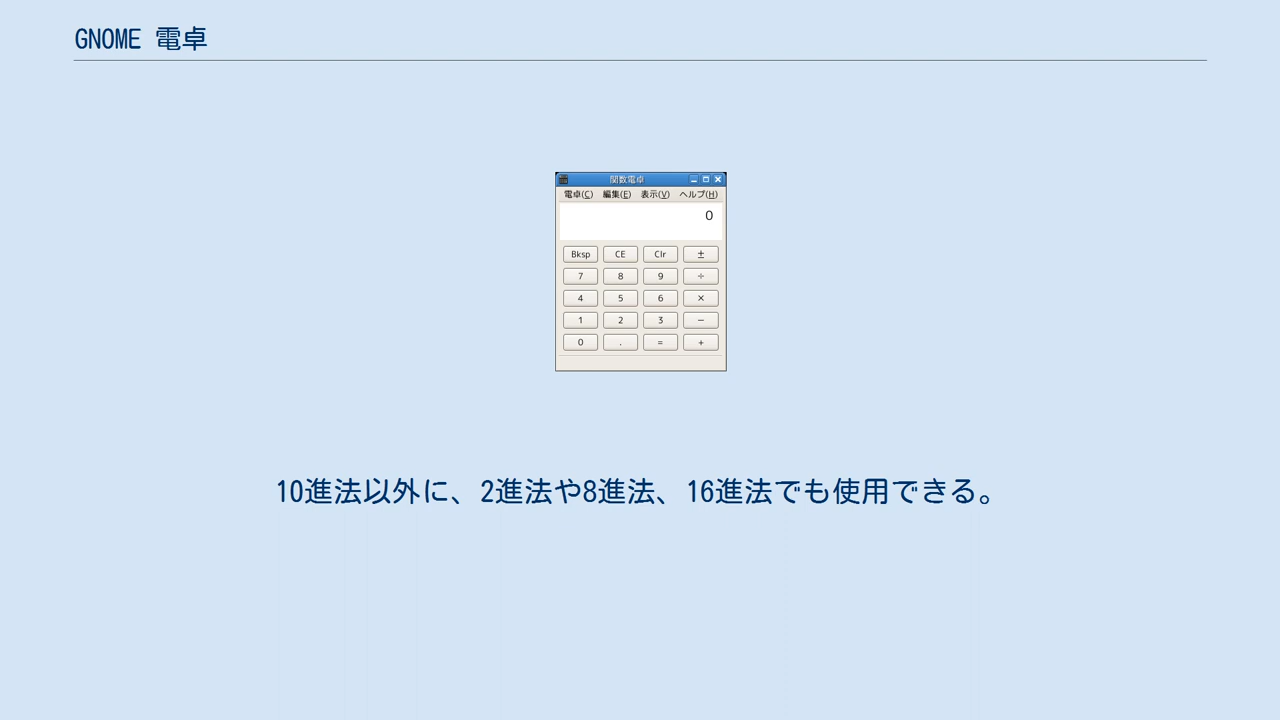 GNOME 電卓
関数電卓
電卓(C) 編集(E) 表示(V) ヘルプ(H)
0
Bksp CE Clr ±
7 8 9 ÷
4 5 6 ×
1 2 3 −
0 . = +
10進法以外に、2進法や8進法、16進法でも使用できる。